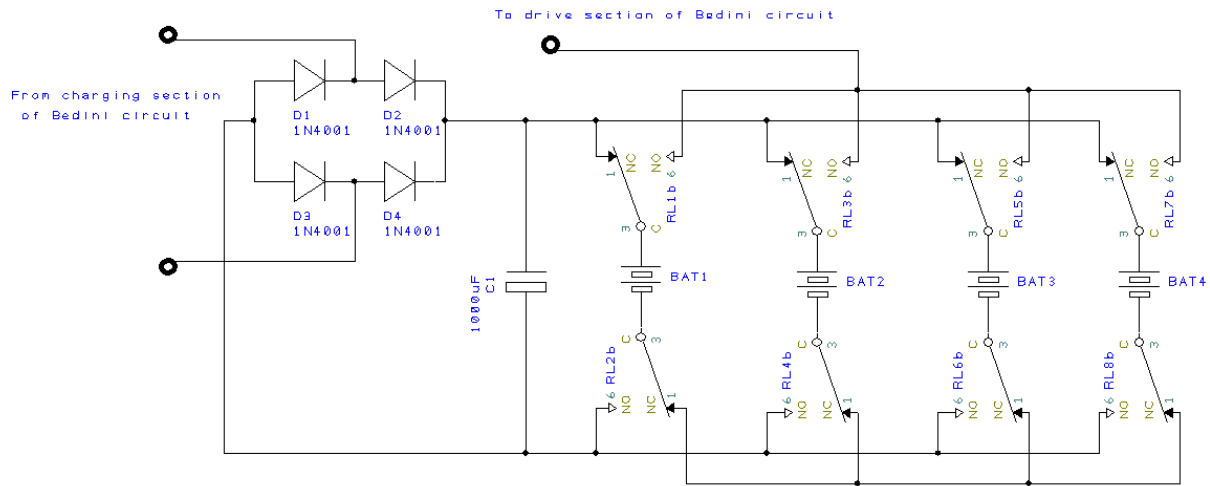 To drive section of Bedini circuit
From charging section
of Bedini circuit
D1
1N4001
D2
1N4001
D3
1N4001
D4
1N4001
1000uF
C1
1
NC
NO
6
RL1b
3
C
BAT1
C
3
RL2b
6
NO
NC
1
1
NC
NO
6
RL3b
3
C
BAT2
C
3
RL4b
6
NO
NC
1
1
NC
NO
6
RL5b
3
C
BAT3
C
3
RL6b
6
NO
NC
1
1
NC
NO
6
RL7b
3
C
BAT4
C
3
RL8b
6
NO
NC
1